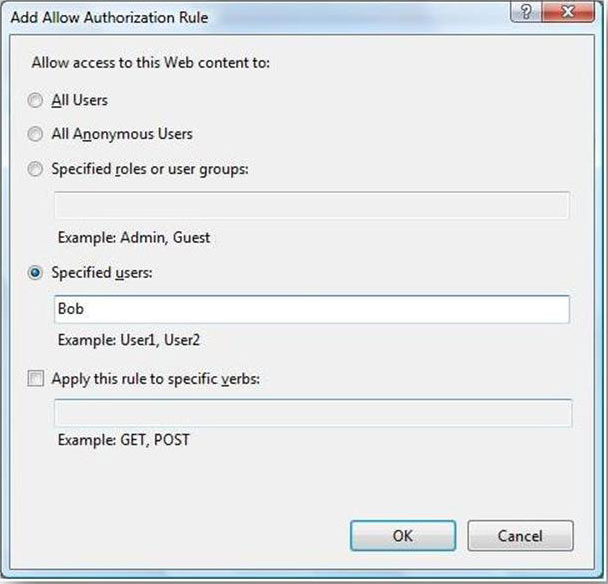 Add Allow Authorization Rule
Allow access to this Web content to:
All Users
All Anonymous Users
Specified roles or user groups:
Example: Admin, Guest
Specified users:
Bob
Example: User1, User2
Apply this rule to specific verbs:
Example: GET, POST
OK Cancel